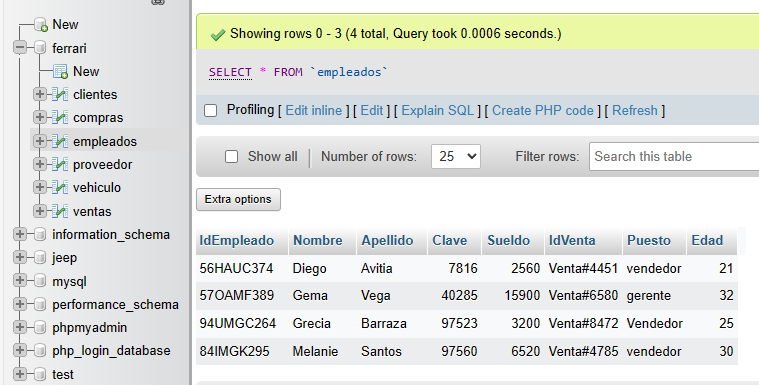 New
ferrari
New
clientes
compras
empleados
proveedor
vehiculo
ventas
information_schema
jeep
mysql
performance_schema
phpmyadmin
php_login_database
test
Showing rows 0 - 3 (4 total, Query took 0.0006 seconds.)
SELECT * FROM `empleados`
Profiling [ Edit inline ] [ Edit ] [ Explain SQL ] [ Create PHP code ] [ Refresh ]
Show all Number of rows: 25 Filter rows: Search this table
Extra options
IdEmpleado Nombre Apellido Clave Sueldo IdVenta Puesto Edad
56HAUC374 Diego Avitia 7816 2560 Venta#4451 vendedor 21
57OAMF389 Gema Vega 40285 15900 Venta#6580 gerente 32
94UMGC264 Grecia Barraza 97523 3200 Venta#8472 Vendedor 25
84IMGK295 Melanie Santos 97560 6520 Venta#4785 vendedor 30